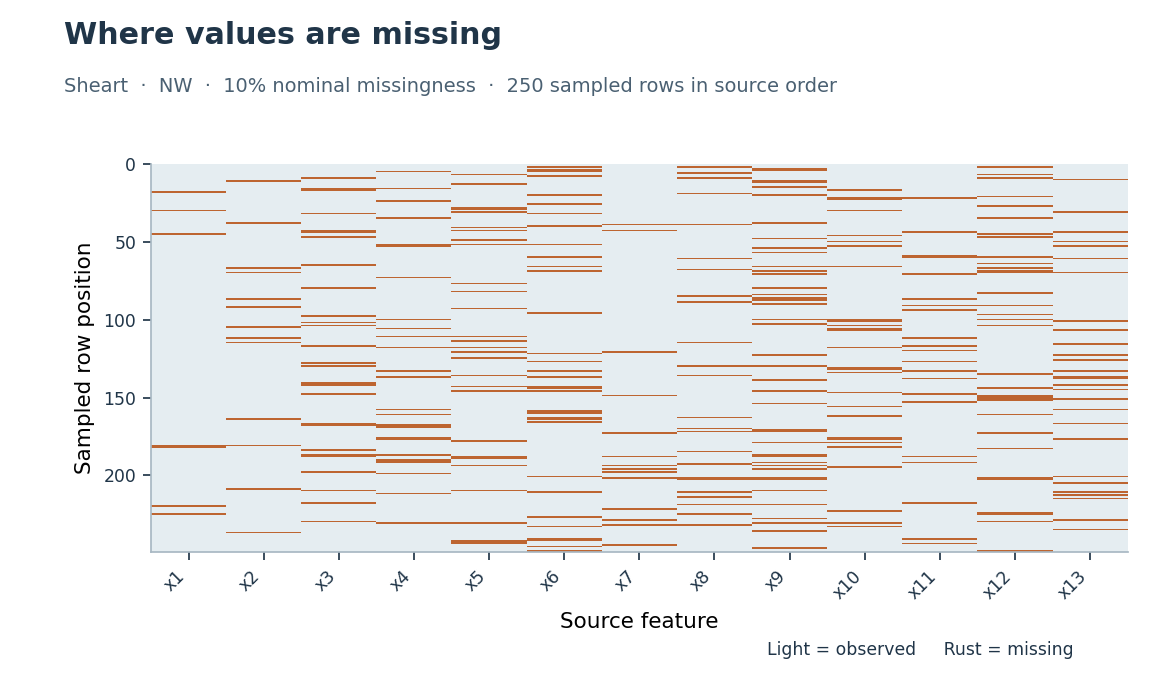 Where values are missing
Sheart · NW · 10% nominal missingness · 250 sampled rows in source order
0
50
100
150
200
Sampled row position
x1 x2 x3 x4 x5 x6 x7 x8 x9 x10 x11 x12 x13
Source feature
Light = observed Rust = missing